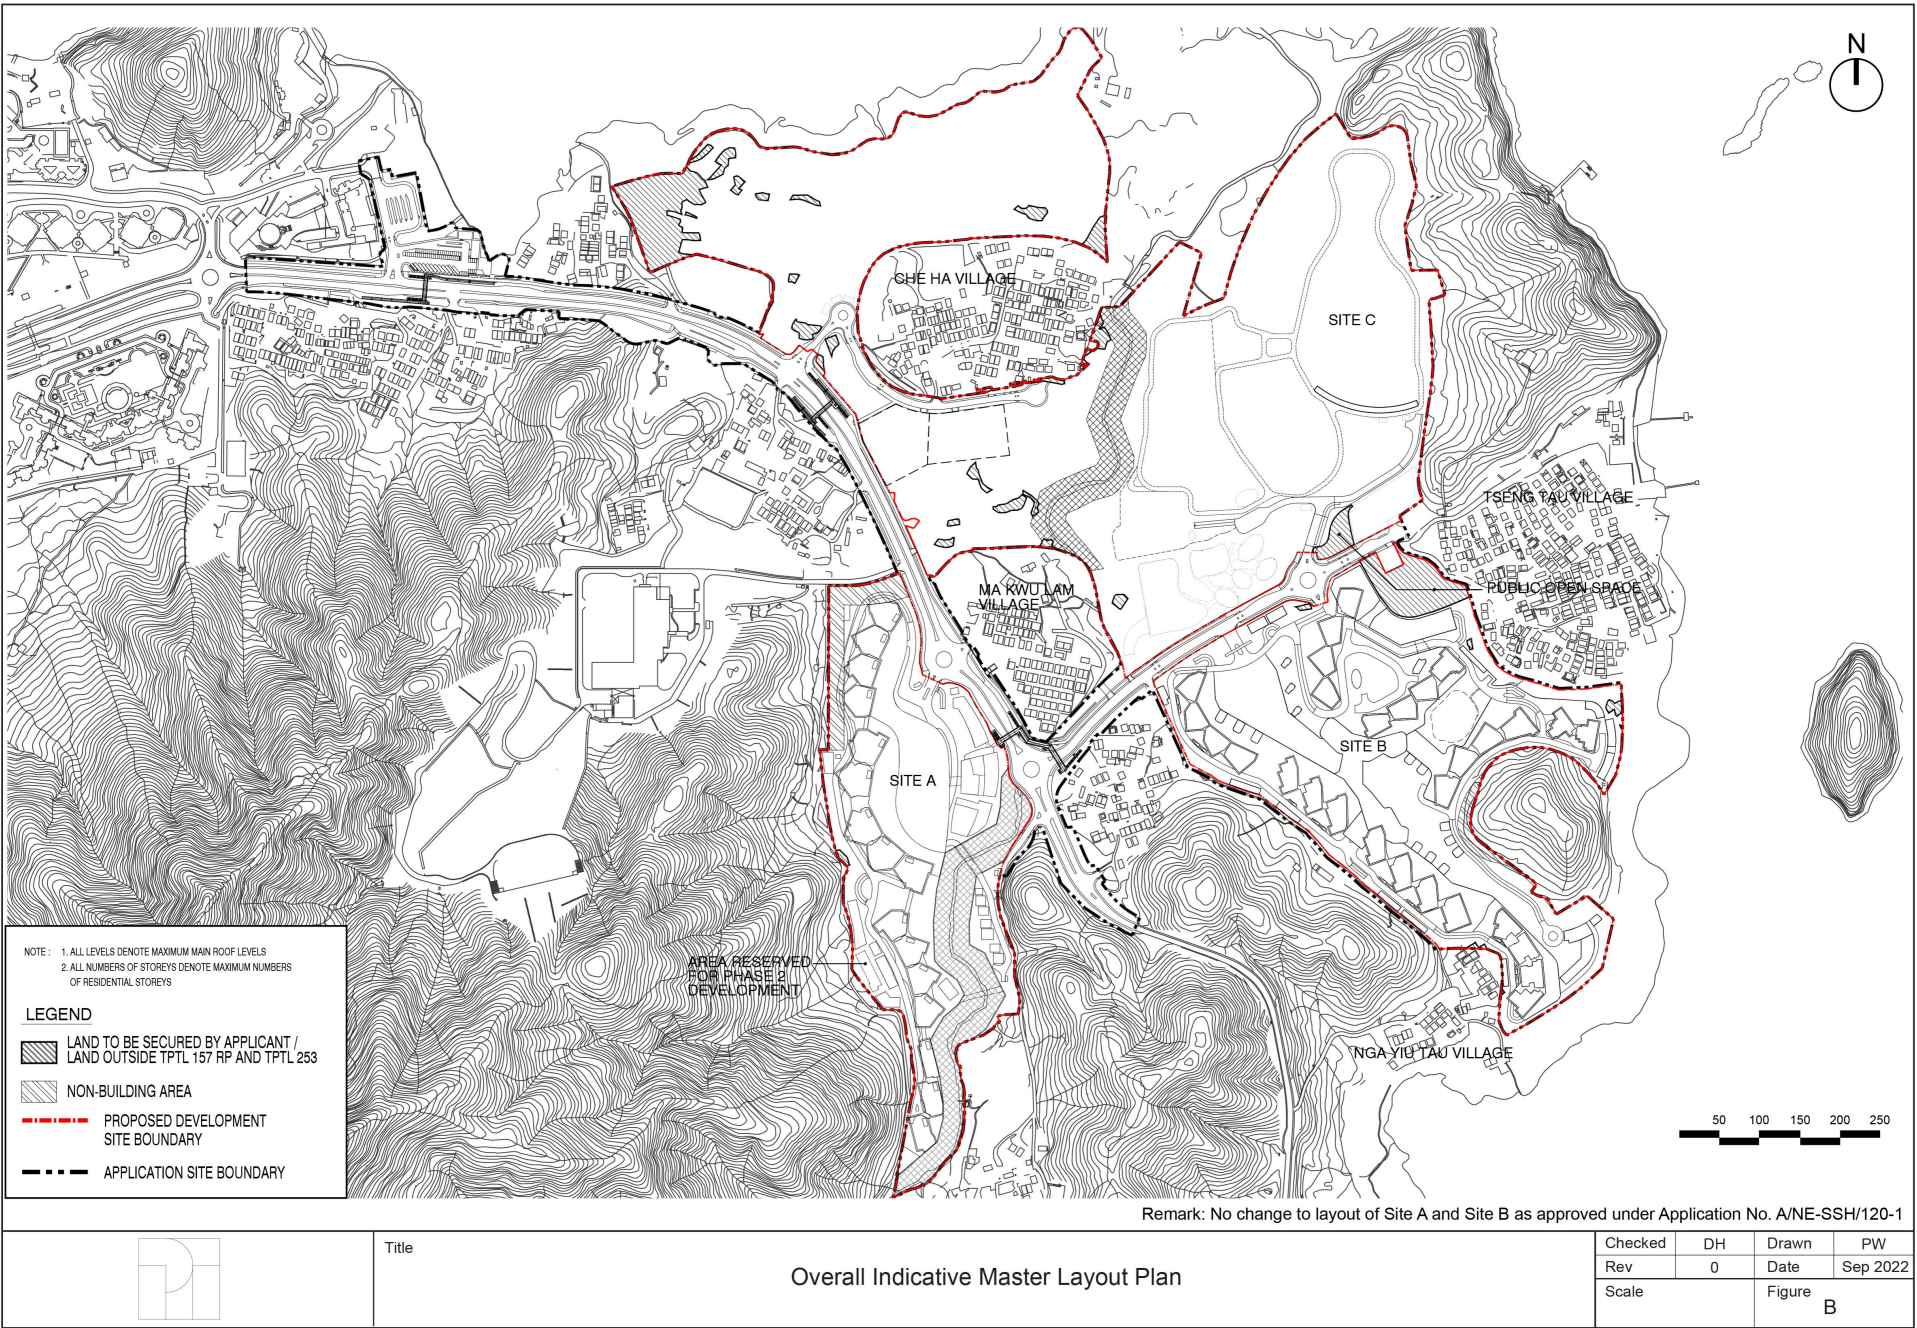 N
CHE HA VILLAGE
SITE C
TSENG TAU VILLAGE
MA KWU LAM
VILLAGE
PUBLIC OPEN SPACE
SITE B
SITE A
AREA RESERVED
FOR PHASE 2
DEVELOPMENT
NGA YIU TAU VILLAGE
NOTE : 1. ALL LEVELS DENOTE MAXIMUM MAIN ROOF LEVELS
2. ALL NUMBERS OF STOREYS DENOTE MAXIMUM NUMBERS
OF RESIDENTIAL STOREYS
LEGEND
LAND TO BE SECURED BY APPLICANT /
LAND OUTSIDE TPTL 157 RP AND TPTL 253
NON-BUILDING AREA
PROPOSED DEVELOPMENT
SITE BOUNDARY
APPLICATION SITE BOUNDARY
50 100 150 200 250
Remark: No change to layout of Site A and Site B as approved under Application No. A/NE-SSH/120-1
Title
Overall Indicative Master Layout Plan
Checked DH Drawn PW
Rev 0 Date Sep 2022
Scale Figure
B